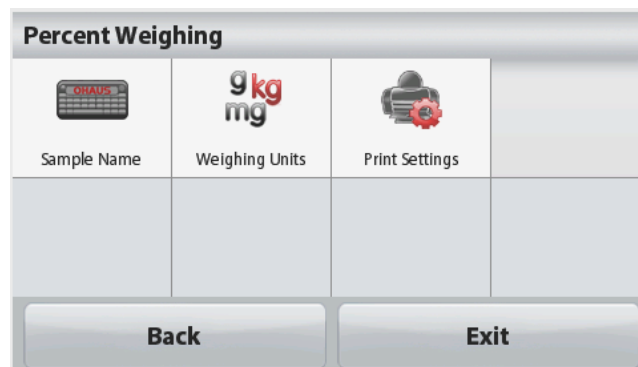 Percent Weighing
OHAUS
g kg
mg
Sample Name Weighing Units Print Settings
Back Exit